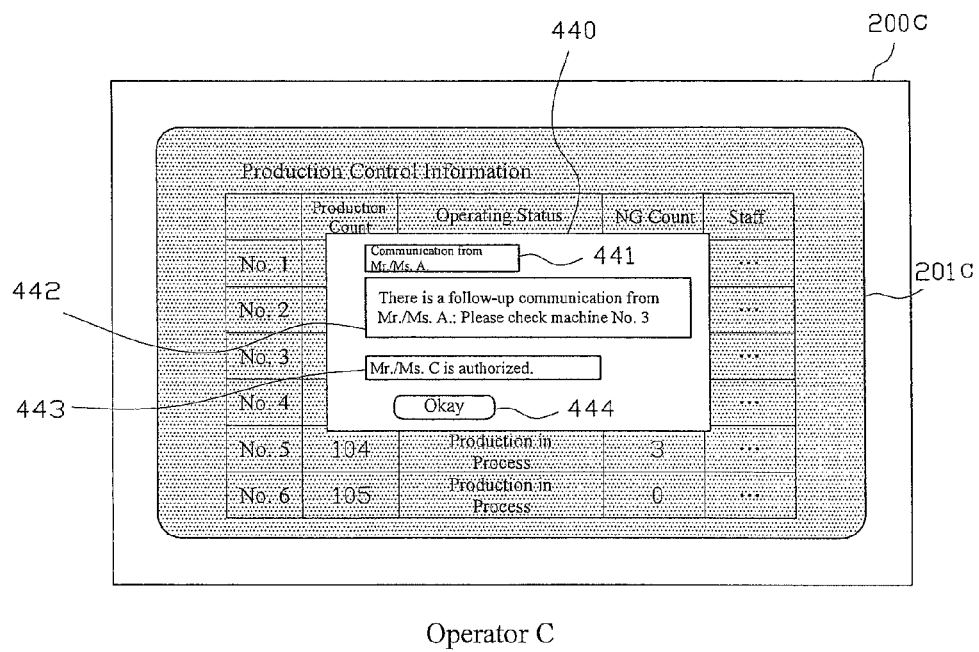 440
200C
Production Control Information
Production
Count
Operating Status
NG Count
Staff
Communication from
Mr./Ms. A.
441
No. 1
...
201C
442
There is a follow-up communication from
Mr./Ms. A.: Please check machine No. 3
No. 2
...
No. 3
...
Mr./Ms. C is authorized.
443
No. 4
Okay
444
...
No. 5
104
Production in
Process
3
...
No. 6
105
Production in
Process
0
...
Operator C